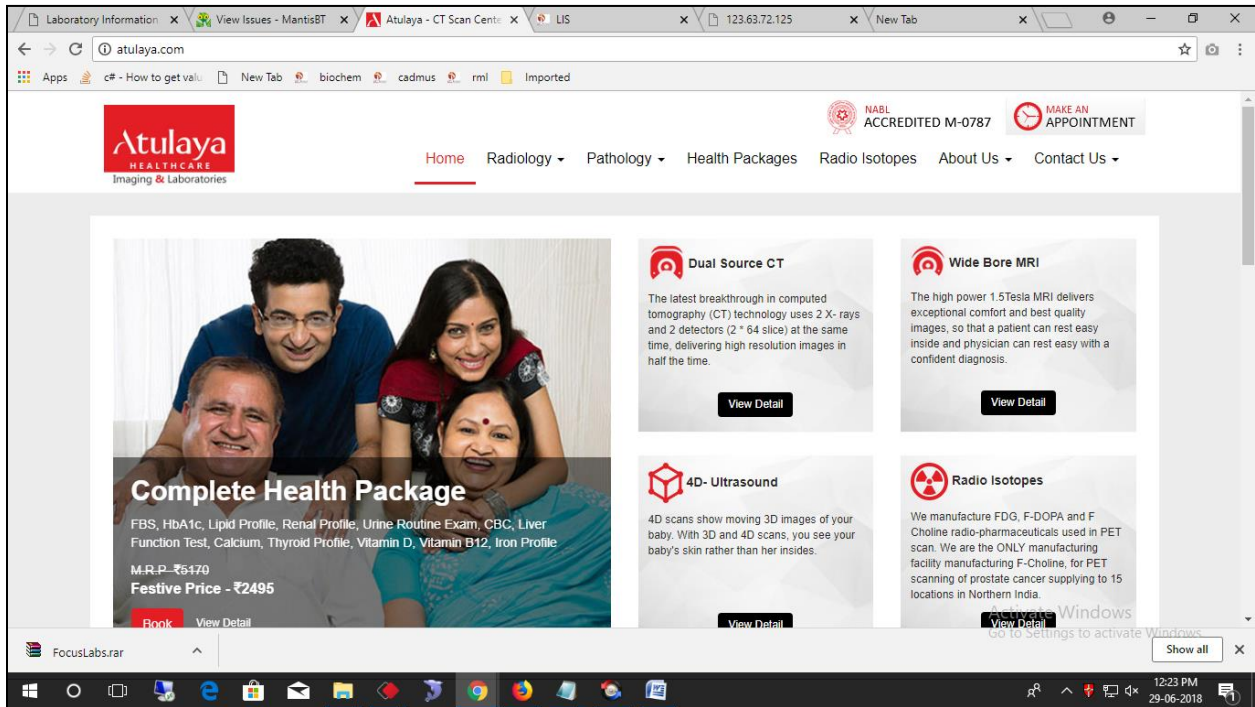 Laboratory Information
View Issues - MantisBT
Atulaya - CT Scan Cente
LIS
123.63.72.125
New Tab
atulaya.com
Apps
c# - How to get valu
New Tab
biochem
cadmus
rml
Imported
Atulaya
HEALTHCARE
Imaging & Laboratories
NABL
ACCREDITED M-0787
MAKE AN
APPOINTMENT
Home Radiology Pathology Health Packages Radio Isotopes About Us Contact Us
Complete Health Package
FBS, HbA1c, Lipid Profile, Renal Profile, Urine Routine Exam, CBC, Liver
Function Test, Calcium, Thyroid Profile, Vitamin D, Vitamin B12, Iron Profile
M.R.P ₹5170
Festive Price - ₹2495
Book View Detail
Dual Source CT
The latest breakthrough in computed
tomography (CT) technology uses 2 X- rays
and 2 detectors (2 * 64 slice) at the same
time, delivering high resolution images in
half the time.
View Detail
Wide Bore MRI
The high power 1.5Tesla MRI delivers
exceptional comfort and best quality
images, so that a patient can rest easy
inside and physician can rest easy with a
confident diagnosis.
View Detail
4D- Ultrasound
4D scans show moving 3D images of your
baby. With 3D and 4D scans, you see your
baby's skin rather than her insides.
View Detail
Radio Isotopes
We manufacture FDG, F-DOPA and F
Choline radio-pharmaceuticals used in PET
scan. We are the ONLY manufacturing
facility manufacturing F-Choline, for PET
scanning of prostate cancer supplying to 15
locations in Northern India.
View Detail
Activate Windows
Go to Settings to activate Windows.
FocusLabs.rar
Show all
12:23 PM
29-06-2018